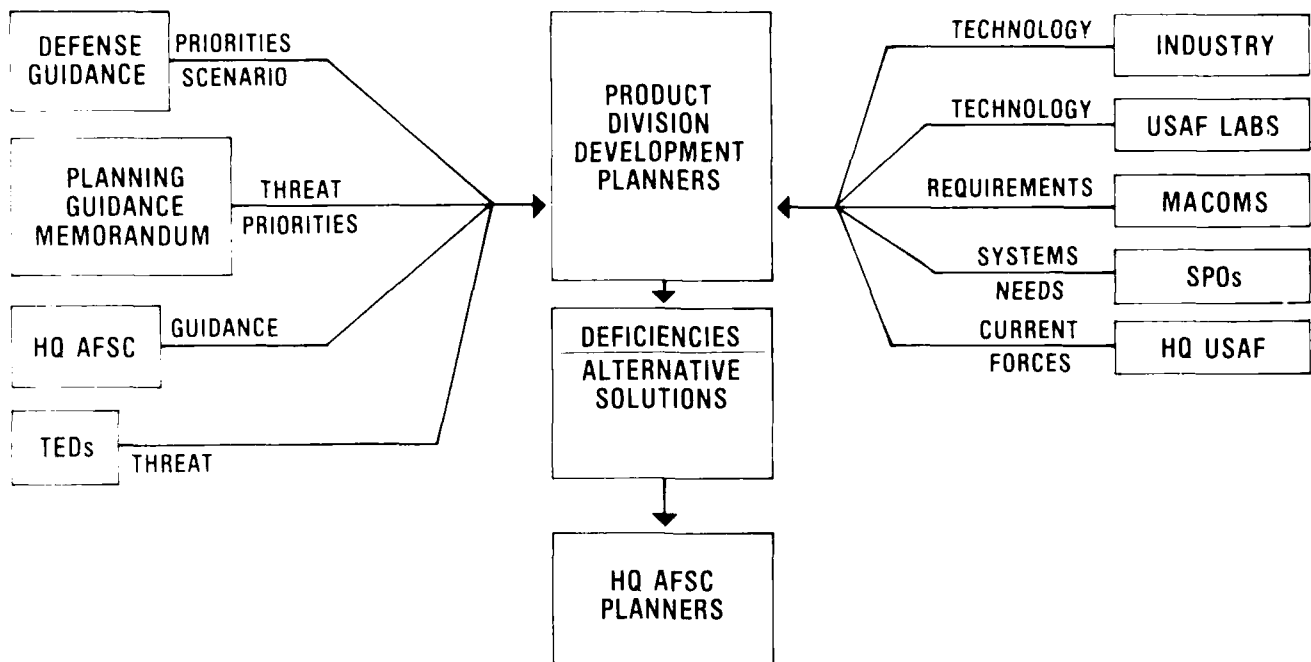 DEFENSE
GUIDANCE
PRIORITIES
SCENARIO
PLANNING
GUIDANCE
MEMORANDUM
THREAT
PRIORITIES
HQ AFSC
GUIDANCE
TEDs
THREAT
PRODUCT
DIVISION
DEVELOPMENT
PLANNERS
DEFICIENCIES
ALTERNATIVE
SOLUTIONS
HQ AFSC
PLANNERS
TECHNOLOGY
INDUSTRY
TECHNOLOGY
USAF LABS
REQUIREMENTS
MACOMS
SYSTEMS
NEEDS
SPOs
CURRENT
FORCES
HQ USAF